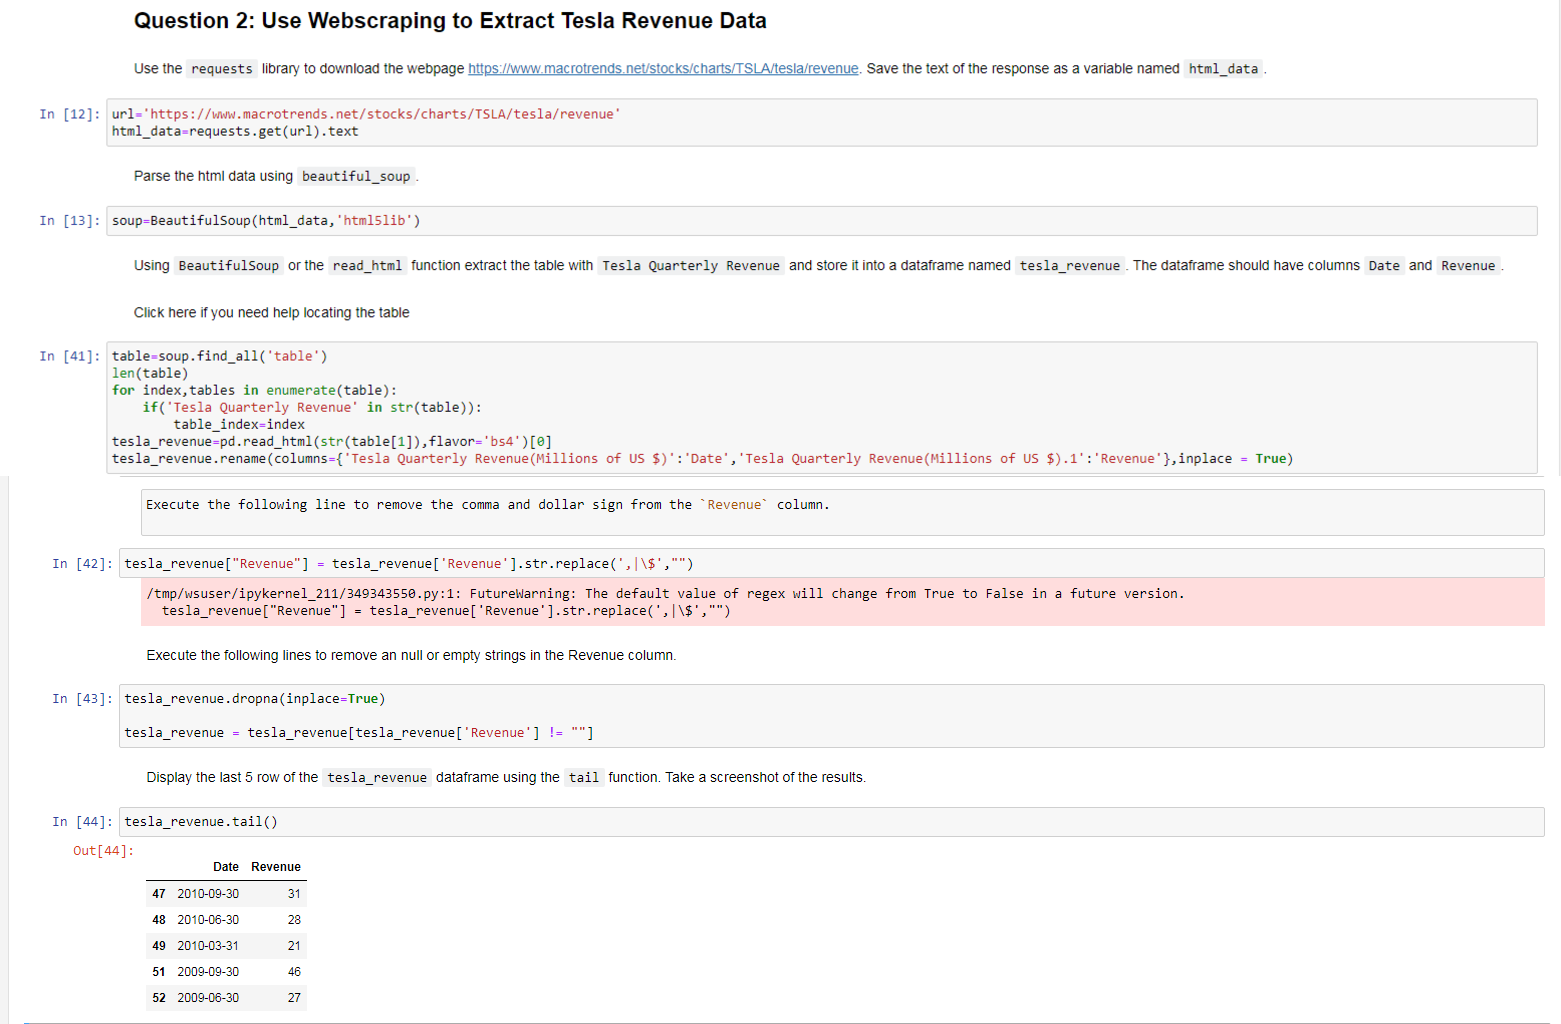 Question 2: Use Webscraping to Extract Tesla Revenue Data
Use the requests library to download the webpage https://www.macrotrends.net/stocks/charts/TSLA/tesla/revenue. Save the text of the response as a variable named html_data .
In [12]: url='https://www.macrotrends.net/stocks/charts/TSLA/tesla/revenue'
html_data=requests.get(url).text
Parse the html data using beautiful_soup .
In [13]: soup=BeautifulSoup(html_data,'html5lib')
Using BeautifulSoup or the read_html function extract the table with Tesla Quarterly Revenue and store it into a dataframe named tesla_revenue . The dataframe should have columns Date and Revenue .
Click here if you need help locating the table
In [41]: table=soup.find_all('table')
len(table)
for index,tables in enumerate(table):
    if('Tesla Quarterly Revenue' in str(table)):
        table_index=index
tesla_revenue=pd.read_html(str(table[1]),flavor='bs4')[0]
tesla_revenue.rename(columns={'Tesla Quarterly Revenue(Millions of US $)':'Date','Tesla Quarterly Revenue(Millions of US $).1':'Revenue'},inplace = True)
Execute the following line to remove the comma and dollar sign from the `Revenue` column.
In [42]: tesla_revenue["Revenue"] = tesla_revenue['Revenue'].str.replace(',|\$',"")
/tmp/wsuser/ipykernel_211/349343550.py:1: FutureWarning: The default value of regex will change from True to False in a future version.
  tesla_revenue["Revenue"] = tesla_revenue['Revenue'].str.replace(',|\$',"")
Execute the following lines to remove an null or empty strings in the Revenue column.
In [43]: tesla_revenue.dropna(inplace=True)
tesla_revenue = tesla_revenue[tesla_revenue['Revenue'] != ""]
Display the last 5 row of the tesla_revenue dataframe using the tail function. Take a screenshot of the results.
In [44]: tesla_revenue.tail()
Out[44]:
Date Revenue
47 2010-09-30 31
48 2010-06-30 28
49 2010-03-31 21
51 2009-09-30 46
52 2009-06-30 27